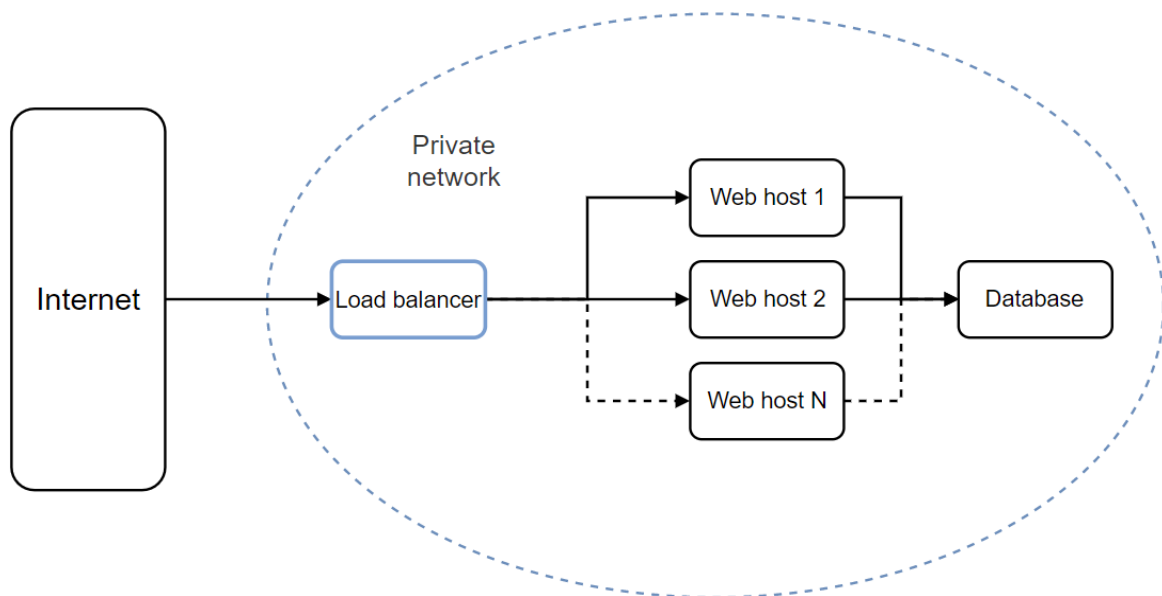 Private
network
Internet
Load balancer
Web host 1
Web host 2
Web host N
Database